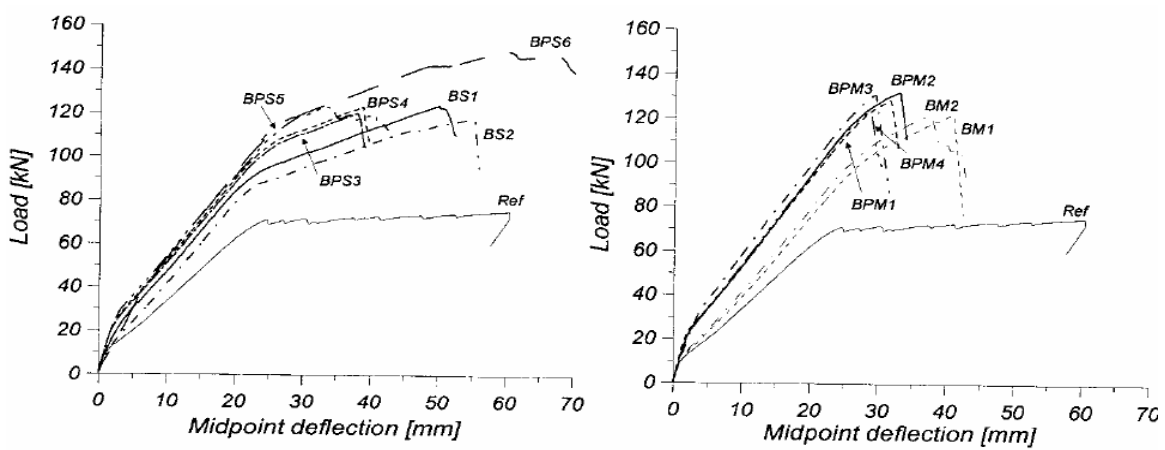 160
140
120
100
80
60
40
20
0
Load [kN]
BPS6
BPS5
BPS4
BS1
BS2
BPS3
Ref
0 10 20 30 40 50 60 70
Midpoint deflection [mm]
160
140
120
100
80
60
40
20
0
Load [kN]
BPM3
BPM2
BM2
BM1
BPM4
BPM1
Ref
0 10 20 30 40 50 60 70
Midpoint deflection [mm]